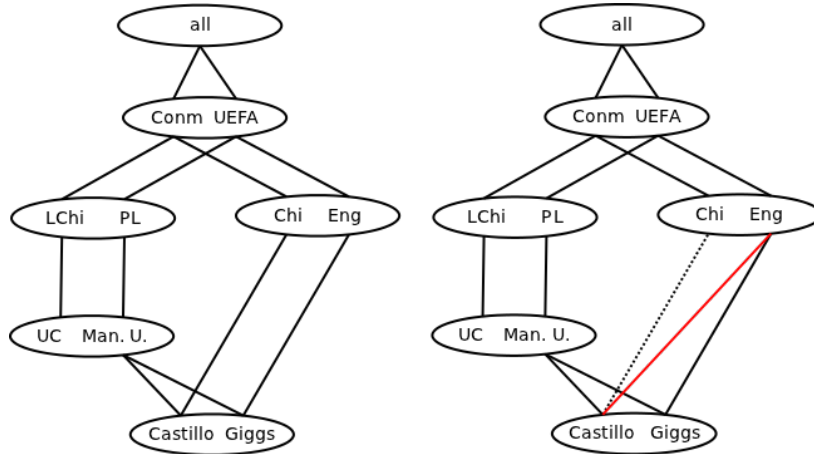 all
Conm UEFA
LChi PL
Chi Eng
UC Man. U.
Castillo Giggs
all
Conm UEFA
LChi PL
Chi Eng
UC Man. U.
Castillo Giggs